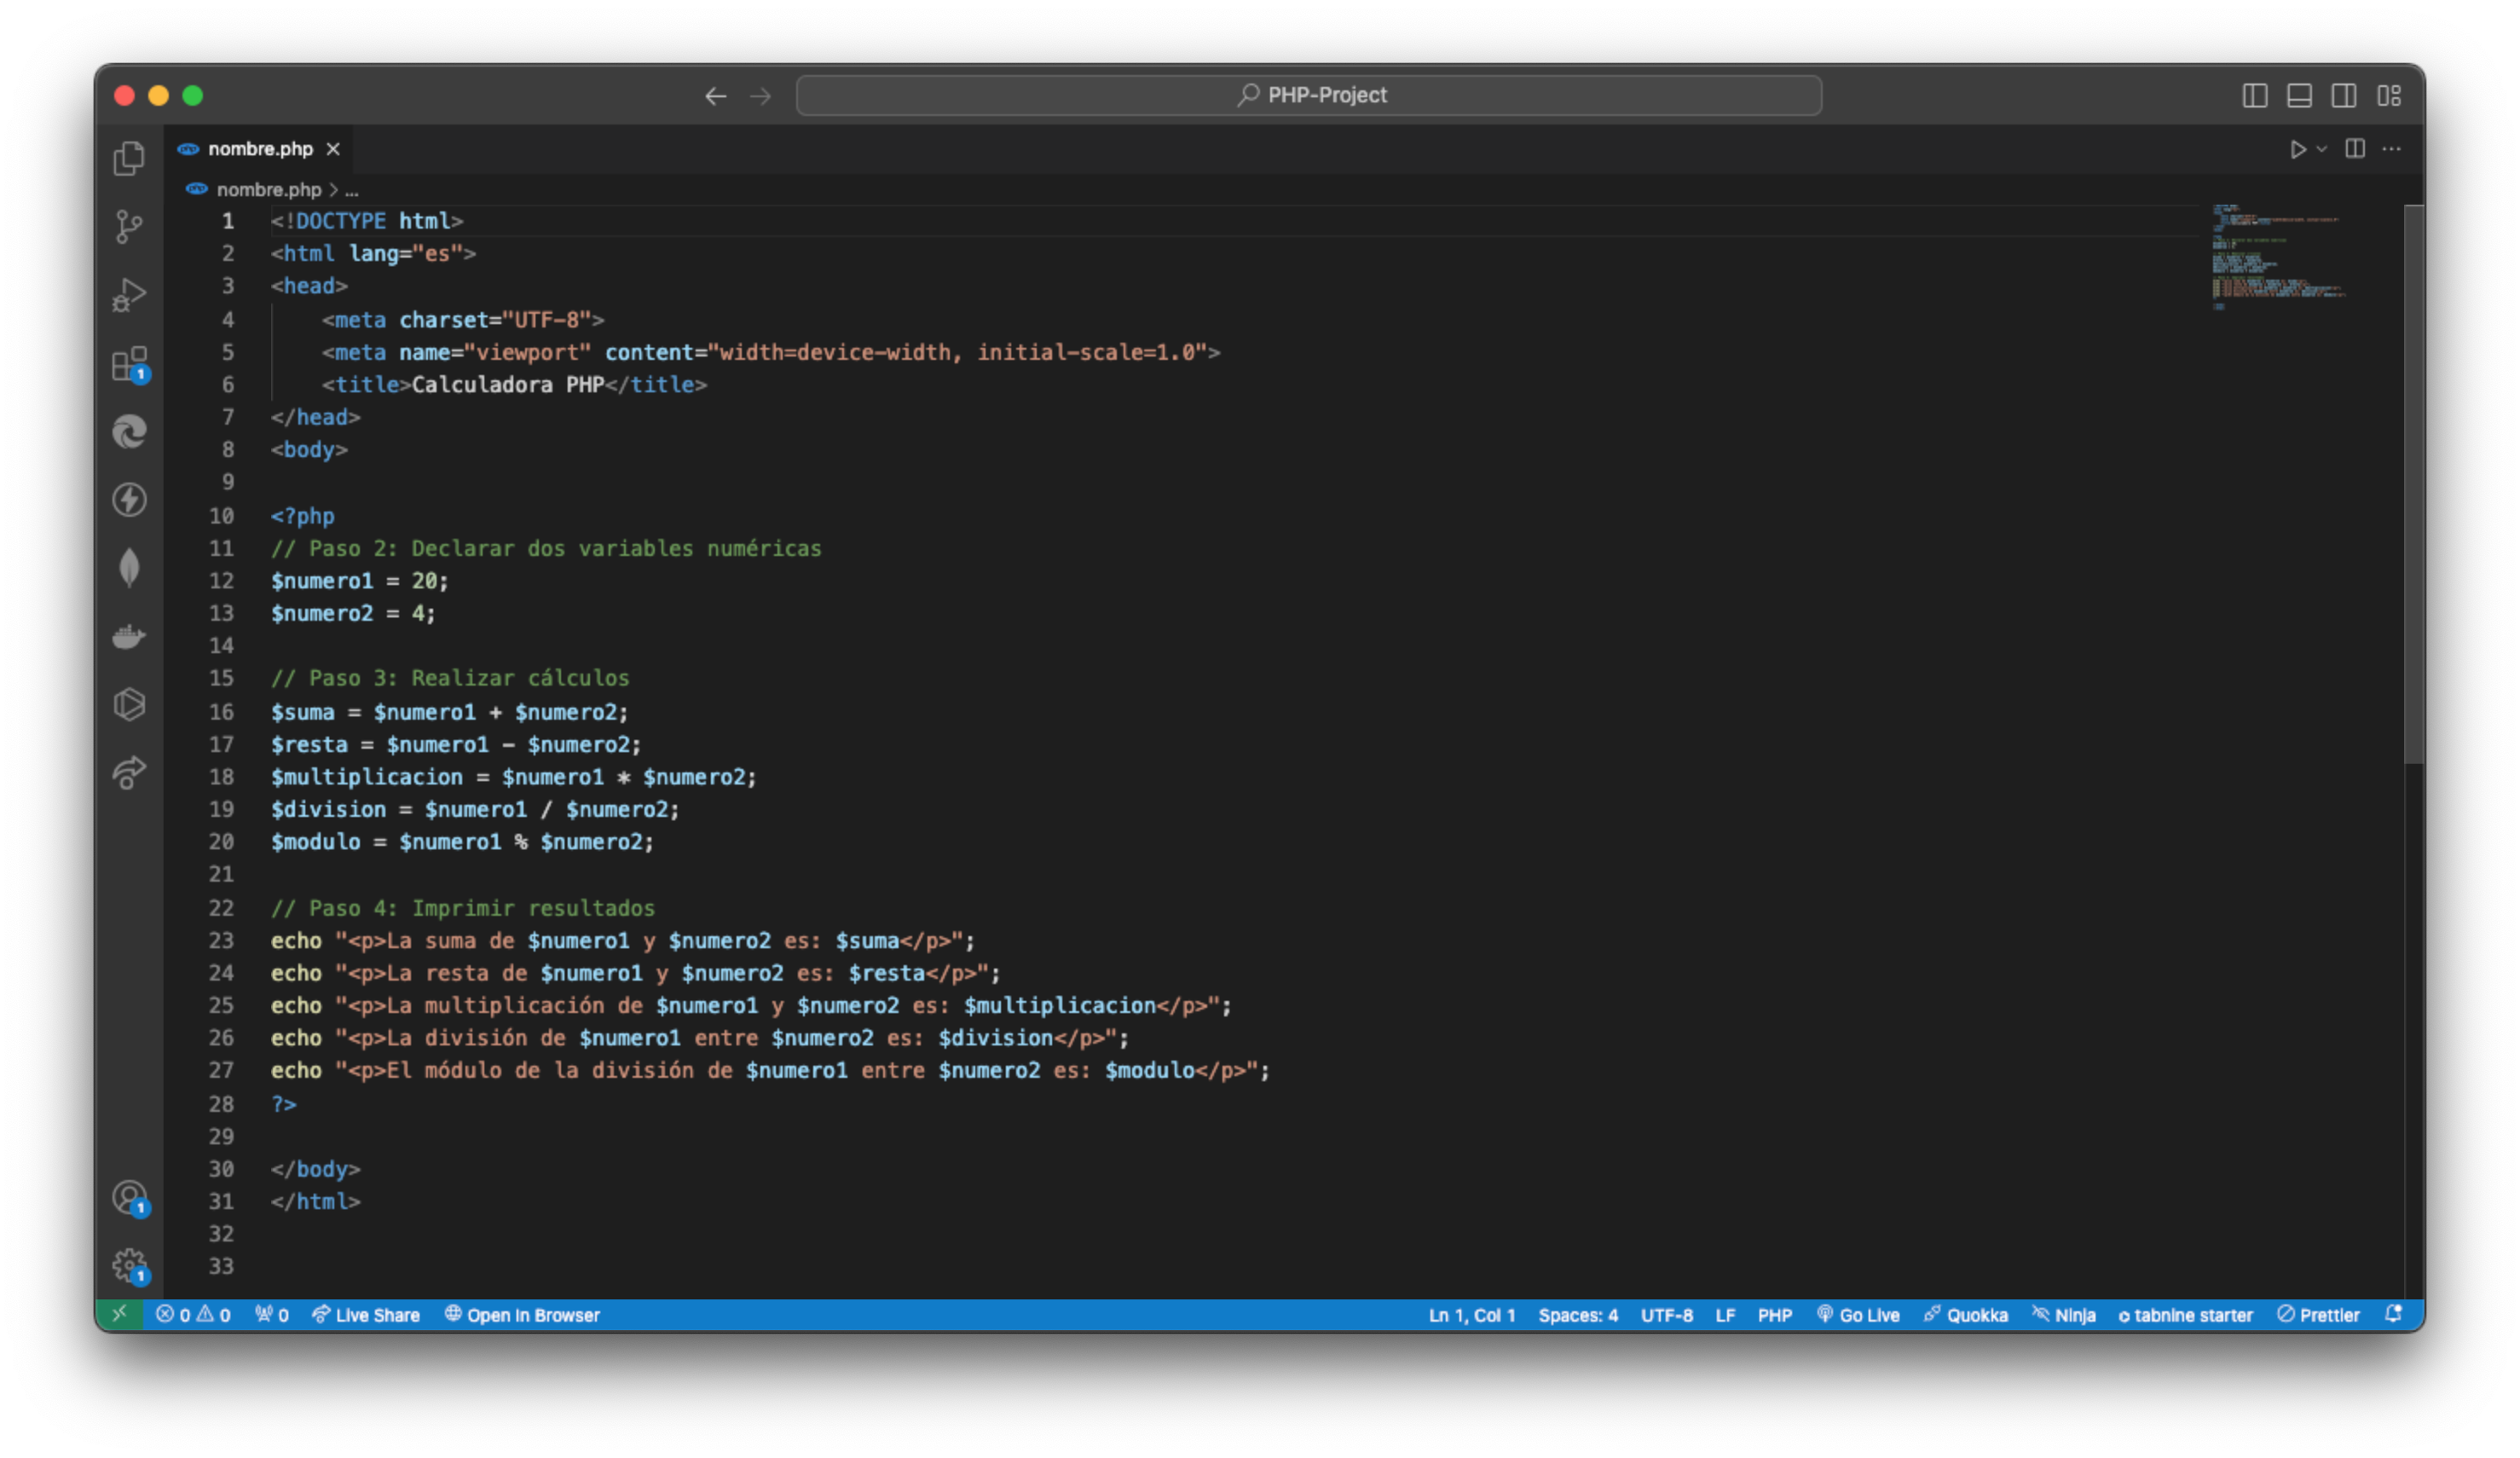 PHP-Project
nombre.php
nombre.php > ...
1 <!DOCTYPE html>
2 <html lang="es">
3 <head>
4     <meta charset="UTF-8">
5     <meta name="viewport" content="width=device-width, initial-scale=1.0">
6     <title>Calculadora PHP</title>
7 </head>
8 <body>
9
10 <?php
11 // Paso 2: Declarar dos variables numéricas
12 $numero1 = 20;
13 $numero2 = 4;
14
15 // Paso 3: Realizar cálculos
16 $suma = $numero1 + $numero2;
17 $resta = $numero1 - $numero2;
18 $multiplicacion = $numero1 * $numero2;
19 $division = $numero1 / $numero2;
20 $modulo = $numero1 % $numero2;
21
22 // Paso 4: Imprimir resultados
23 echo "<p>La suma de $numero1 y $numero2 es: $suma</p>";
24 echo "<p>La resta de $numero1 y $numero2 es: $resta</p>";
25 echo "<p>La multiplicación de $numero1 y $numero2 es: $multiplicacion</p>";
26 echo "<p>La división de $numero1 entre $numero2 es: $division</p>";
27 echo "<p>El módulo de la división de $numero1 entre $numero2 es: $modulo</p>";
28 ?>
29
30 </body>
31 </html>
32
33
1
1
1
0 0 0 Live Share Open In Browser Ln 1, Col 1 Spaces: 4 UTF-8 LF PHP Go Live Quokka Ninja tabnine starter Prettler